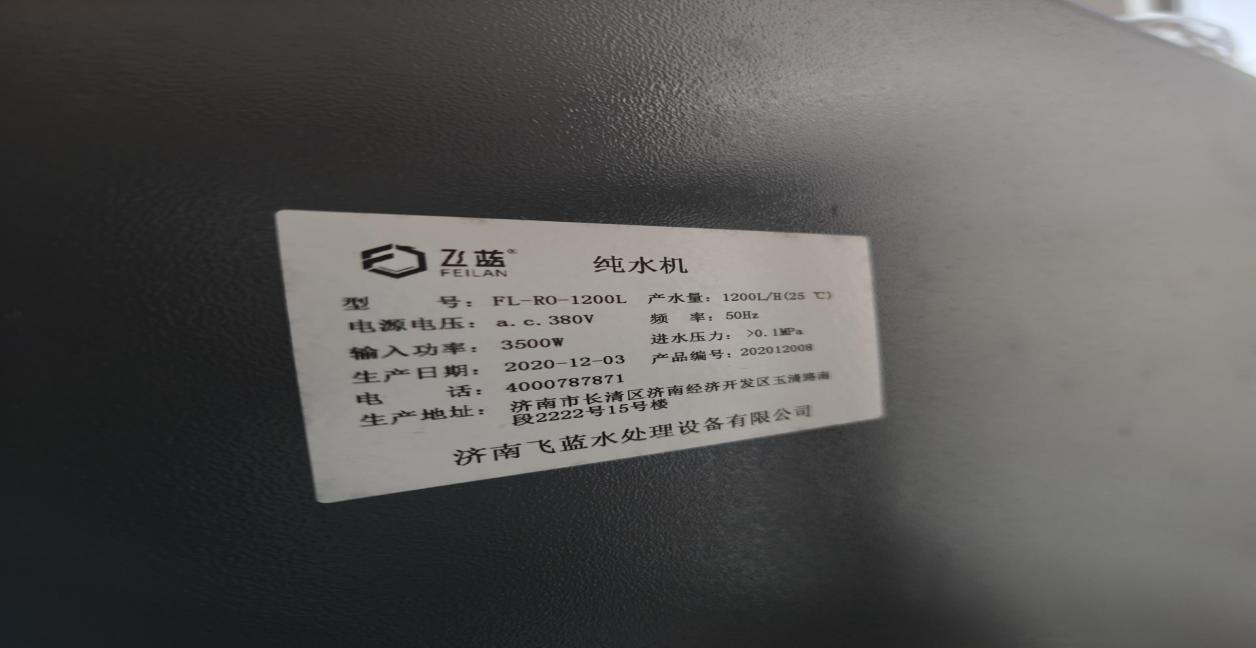 飞蓝
FEILAN
纯水机
型 号: FL-RO-1200L 产水量: 1200L/H(25 ℃)
电源电压: a.c.380V 频 率: 50Hz
输入功率: 3500W 进水压力: >0.1MPa
生产日期: 2020-12-03 产品编号: 202012008
电 话: 4000787871
生产地址: 济南市长清区济南经济开发区玉清路南
段2222号15号楼
济南飞蓝水处理设备有限公司